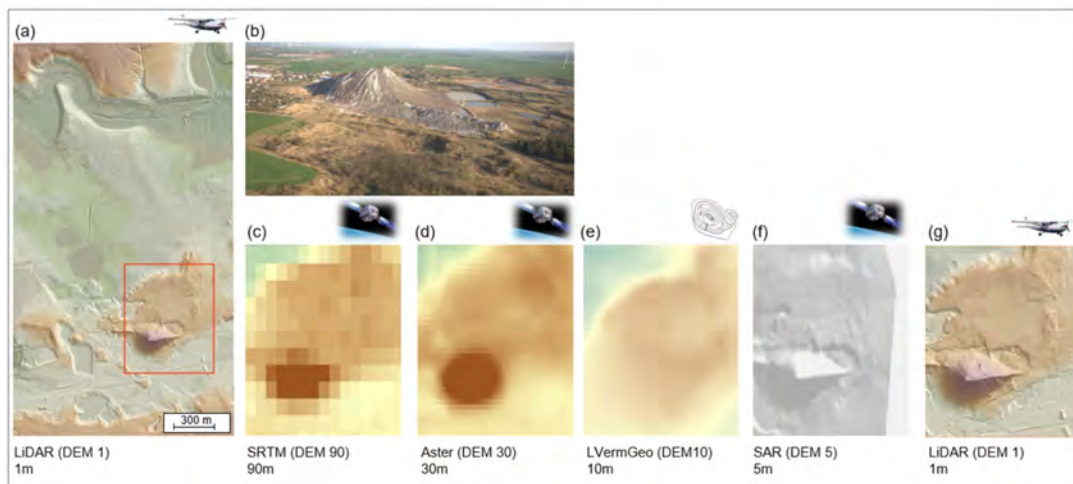 (a)
(b)
300 m
(c)
(d)
(e)
(f)
(g)
LiDAR (DEM 1)
1m
SRTM (DEM 90)
90m
Aster (DEM 30)
30m
LVermGeo (DEM10)
10m
SAR (DEM 5)
5m
LiDAR (DEM 1)
1m